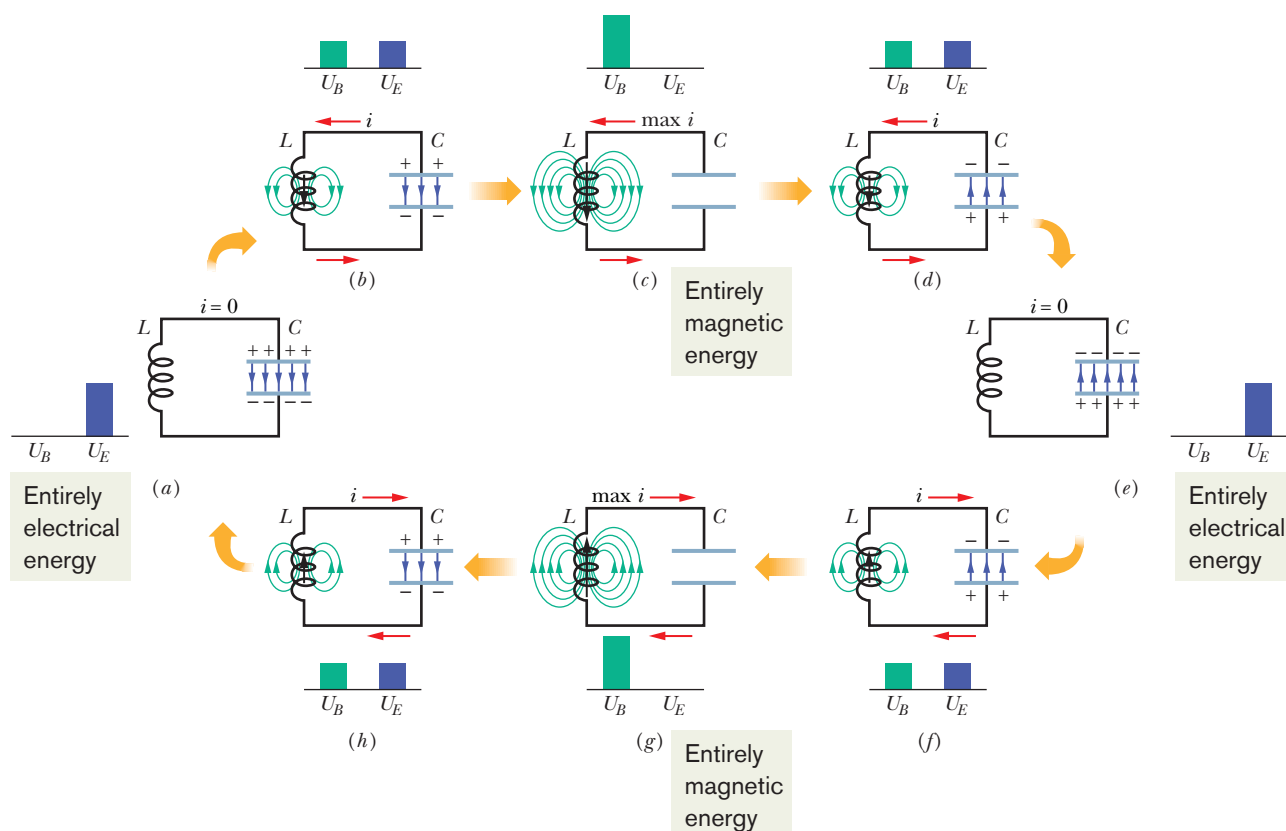 U_B U_E
U_B U_E
U_B U_E
i
L C
+ +
– –
(b)
max i
L C
(c)
Entirely
magnetic
energy
i
L C
– –
+ +
(d)
i = 0
L C
+ + + +
– – – –
U_B U_E
(a)
Entirely
electrical
energy
i = 0
L C
– – – –
+ + + +
U_B U_E
(e)
Entirely
electrical
energy
i
L C
+ +
– –
U_B U_E
(h)
max i
L C
U_B U_E
(g)
Entirely
magnetic
energy
i
L C
– –
+ +
U_B U_E
(f)